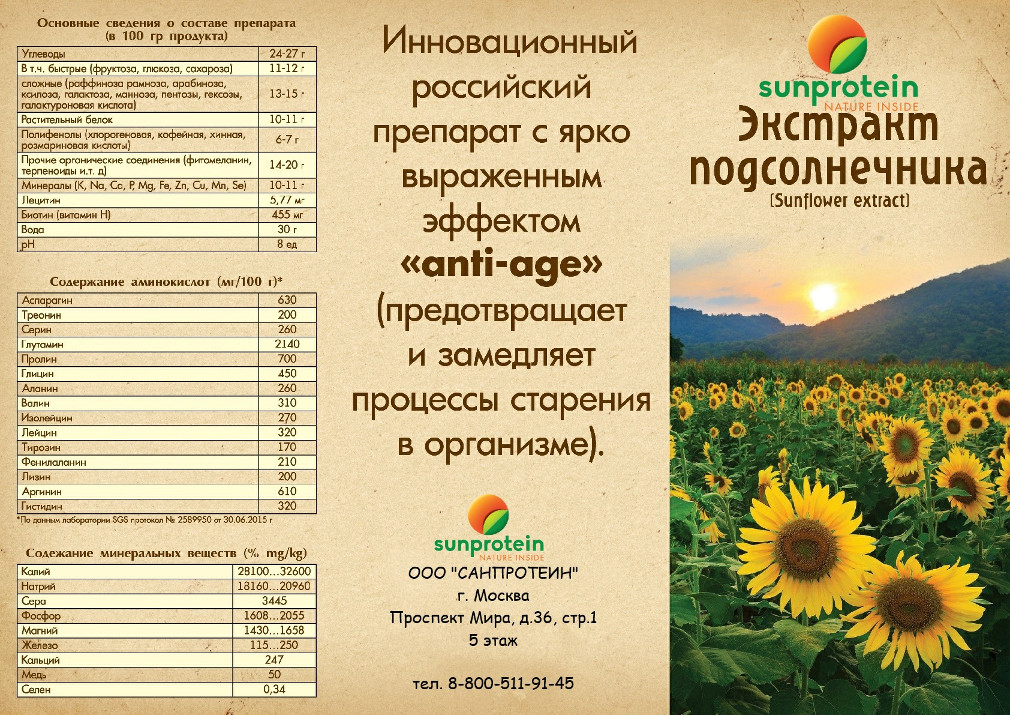 Основные сведения о составе препарата
(в 100 гр продукта)
Углеводы 24-27 г
В т.ч. быстрые (фруктоза, глюкоза, сахароза) 11-12 г
сложные (раффиноза рамноза, арабиноза,
ксилоза, галактоза, манноза, пентозы, гексозы,
галактуроновая кислота) 13-15 г
Растительный белок 10-11 г
Полифенолы (хлорогеновая, кофейная, хинная,
розмариновая кислоты) 6-7 г
Прочие органические соединения (фитомеланин,
терпеноиды и.т. д) 14-20 г
Минералы (K, Na, Ca, P, Mg, Fe, Zn, Cu, Mn, Se) 10-11 г
Лецитин 5,77 мг
Биотин (витамин Н) 455 мг
Вода 30 г
pH 8 ед
Содержание аминокислот (мг/100 г)*
Аспарагин 630
Треонин 200
Серин 260
Глутамин 2140
Пролин 700
Глицин 450
Аланин 260
Валин 310
Изолейцин 270
Лейцин 320
Тирозин 170
Фенилаланин 210
Лизин 200
Аргинин 610
Гистидин 320
*По данным лаборатории SGS протокол № 2589950 от 30.06.2015 г
Содежание минеральных веществ (% mg/kg)
Калий 28100...32600
Натрий 18160...20960
Сера 3445
Фосфор 1608...2055
Магний 1430...1658
Железо 115...250
Кальций 247
Медь 50
Селен 0,34
Инновационный
российский
препарат с ярко
выраженным
эффектом
«anti-age»
(предотвращает
и замедляет
процессы старения
в организме).
sunprotein
NATURE INSIDE
ООО "САНПРОТЕИН"
г. Москва
Проспект Мира, д.36, стр.1
5 этаж
тел. 8-800-511-91-45
sunprotein
NATURE INSIDE
Экстракт
подсолнечника
(Sunflower extract)